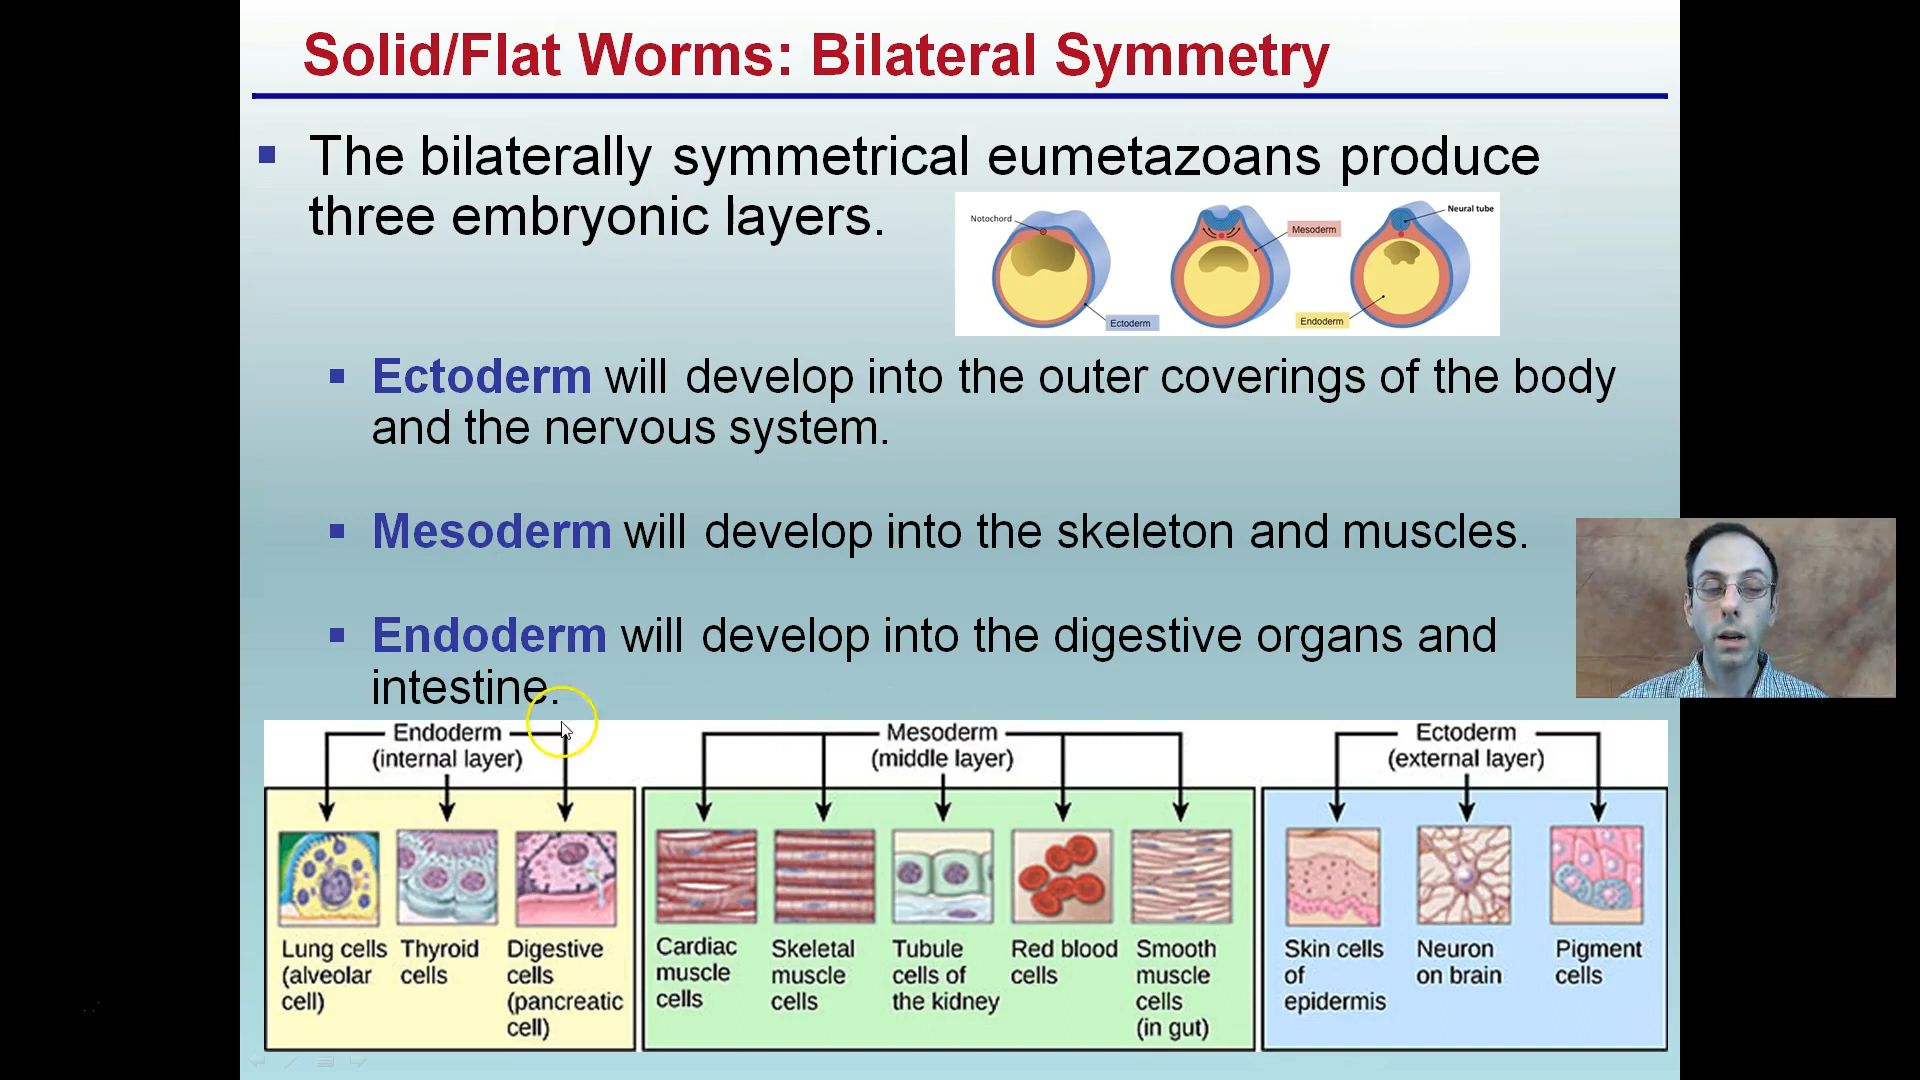 Solid/Flat Worms: Bilateral Symmetry
The bilaterally symmetrical eumetazoans produce
three embryonic layers.
Notochord
Ectoderm
Mesoderm
Neural tube
Endoderm
Ectoderm will develop into the outer coverings of the body
and the nervous system.
Mesoderm will develop into the skeleton and muscles.
Endoderm will develop into the digestive organs and
intestine.
Endoderm
(internal layer)
Lung cells
(alveolar
cell)
Thyroid
cells
Digestive
cells
(pancreatic
cell)
Mesoderm
(middle layer)
Cardiac
muscle
cells
Skeletal
muscle
cells
Tubule
cells of
the kidney
Red blood
cells
Smooth
muscle
cells
(in gut)
Ectoderm
(external layer)
Skin cells
of
epidermis
Neuron
on brain
Pigment
cells